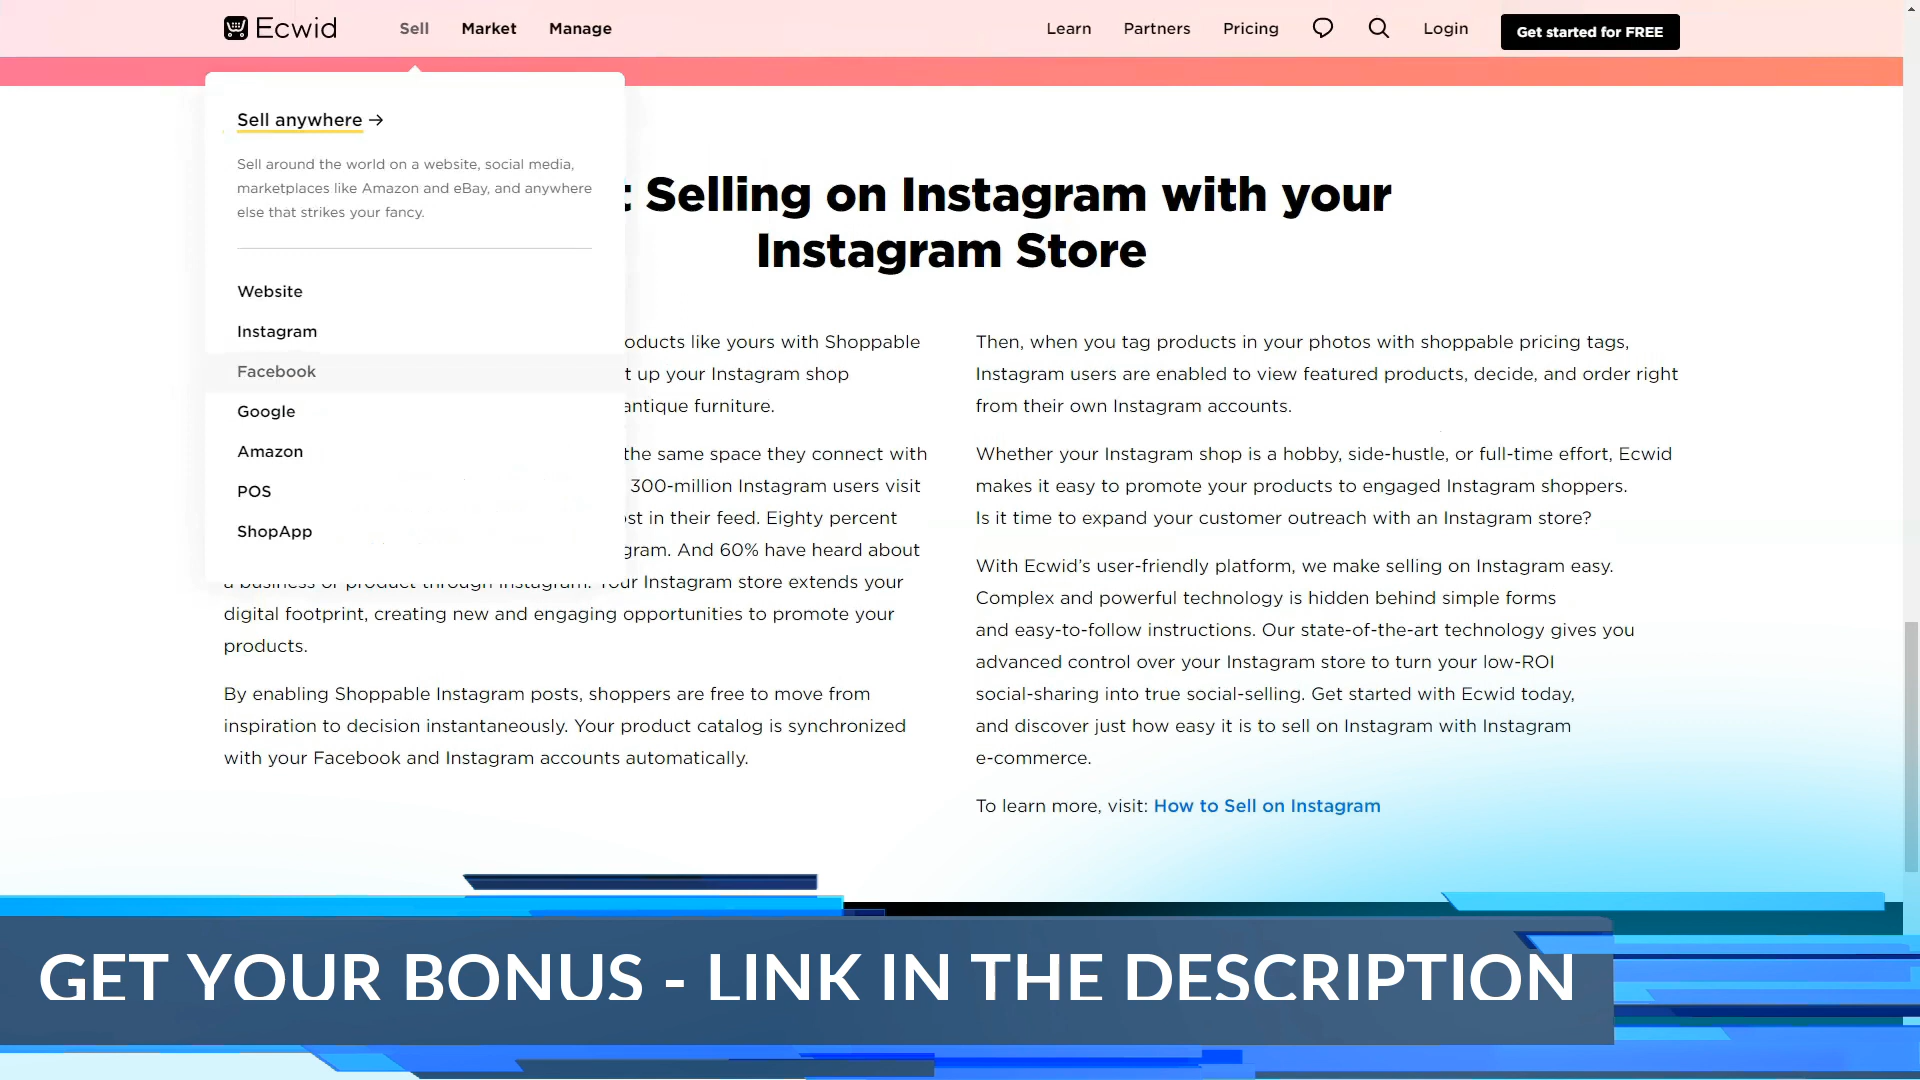 Ecwid
Sell
Market
Manage
Learn
Partners
Pricing
Login
Get started for FREE
Sell anywhere →
Sell around the world on a website, social media,
marketplaces like Amazon and eBay, and anywhere
else that strikes your fancy.
Website
Instagram
Facebook
Google
Amazon
POS
ShopApp
Selling on Instagram with your
Instagram Store
like yours with Shoppable
up your Instagram shop
antique furniture.
the same space they connect with
300-million Instagram users visit
in their feed. Eighty percent
And 60% have heard about
a business or product through Instagram. Your Instagram store extends your
digital footprint, creating new and engaging opportunities to promote your
products.
By enabling Shoppable Instagram posts, shoppers are free to move from
inspiration to decision instantaneously. Your product catalog is synchronized
with your Facebook and Instagram accounts automatically.
Then, when you tag products in your photos with shoppable pricing tags,
Instagram users are enabled to view featured products, decide, and order right
from their own Instagram accounts.
Whether your Instagram shop is a hobby, side-hustle, or full-time effort, Ecwid
makes it easy to promote your products to engaged Instagram shoppers.
Is it time to expand your customer outreach with an Instagram store?
With Ecwid’s user-friendly platform, we make selling on Instagram easy.
Complex and powerful technology is hidden behind simple forms
and easy-to-follow instructions. Our state-of-the-art technology gives you
advanced control over your Instagram store to turn your low-ROI
social-sharing into true social-selling. Get started with Ecwid today,
and discover just how easy it is to sell on Instagram with Instagram
e-commerce.
To learn more, visit: How to Sell on Instagram
GET YOUR BONUS - LINK IN THE DESCRIPTION